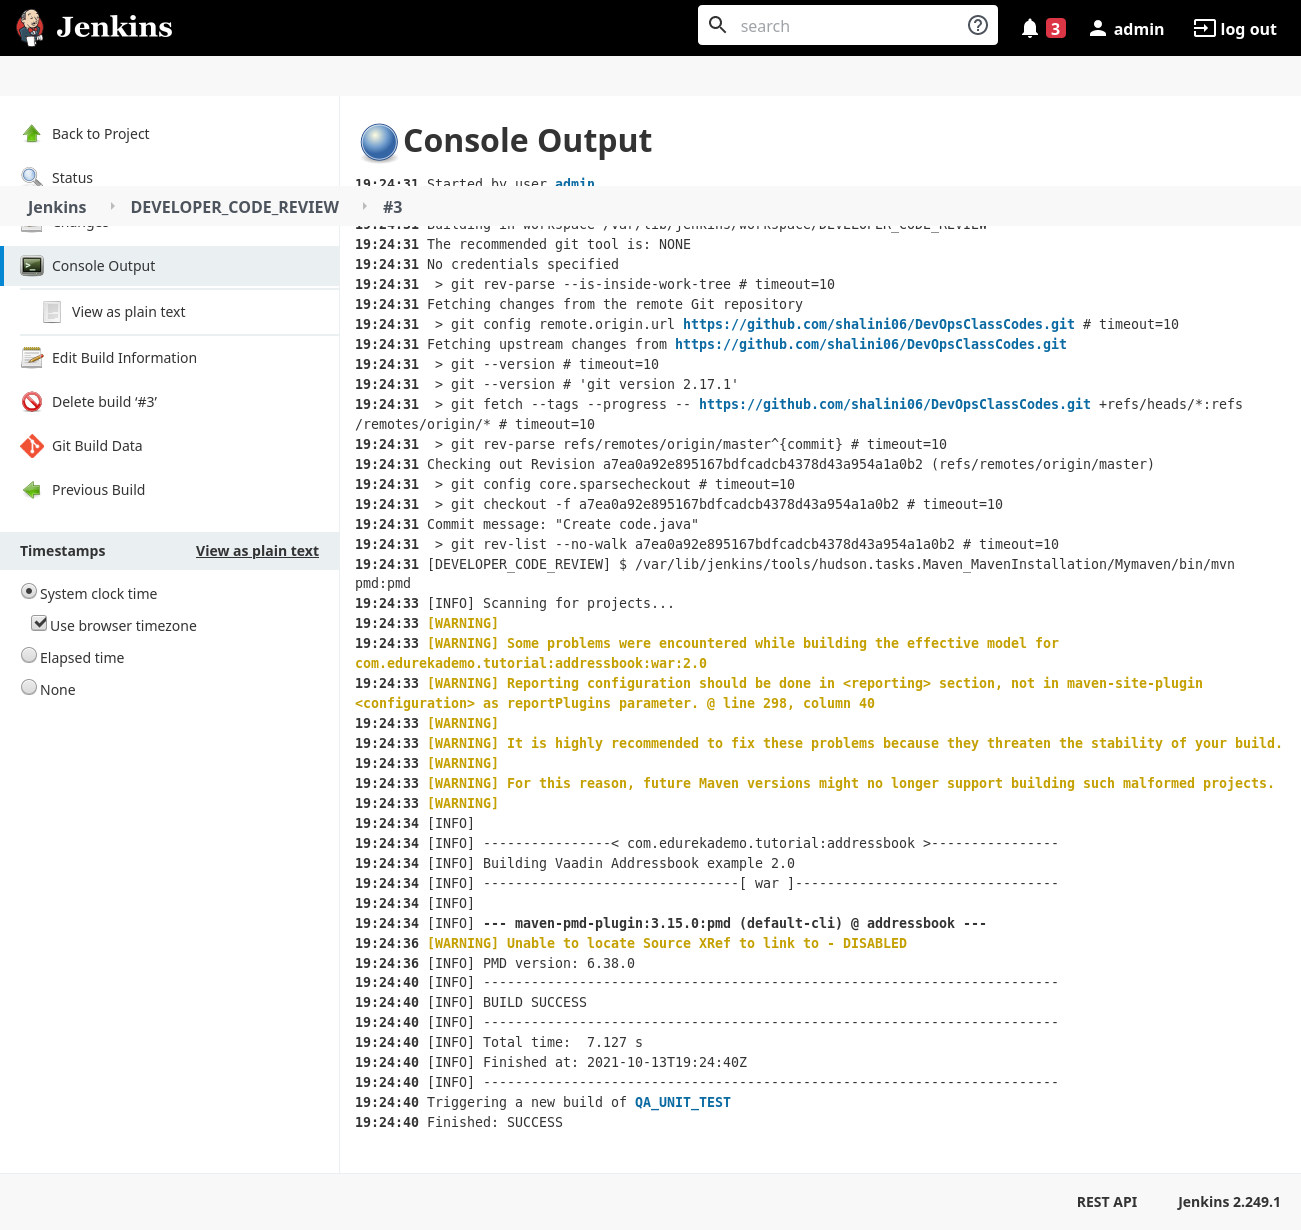 Jenkins
search
3
admin
log out
Back to Project
Status
Jenkins
DEVELOPER_CODE_REVIEW
#3
Changes
Console Output
View as plain text
Edit Build Information
Delete build ‘#3’
Git Build Data
Previous Build
Timestamps
View as plain text
System clock time
Use browser timezone
Elapsed time
None
Console Output
19:24:31 Started by user admin
19:24:31 Building in workspace /var/lib/jenkins/workspace/DEVELOPER_CODE_REVIEW
19:24:31 The recommended git tool is: NONE
19:24:31 No credentials specified
19:24:31  > git rev-parse --is-inside-work-tree # timeout=10
19:24:31 Fetching changes from the remote Git repository
19:24:31  > git config remote.origin.url https://github.com/shalini06/DevOpsClassCodes.git # timeout=10
19:24:31 Fetching upstream changes from https://github.com/shalini06/DevOpsClassCodes.git
19:24:31  > git --version # timeout=10
19:24:31  > git --version # 'git version 2.17.1'
19:24:31  > git fetch --tags --progress -- https://github.com/shalini06/DevOpsClassCodes.git +refs/heads/*:refs
/remotes/origin/* # timeout=10
19:24:31  > git rev-parse refs/remotes/origin/master^{commit} # timeout=10
19:24:31 Checking out Revision a7ea0a92e895167bdfcadcb4378d43a954a1a0b2 (refs/remotes/origin/master)
19:24:31  > git config core.sparsecheckout # timeout=10
19:24:31  > git checkout -f a7ea0a92e895167bdfcadcb4378d43a954a1a0b2 # timeout=10
19:24:31 Commit message: "Create code.java"
19:24:31  > git rev-list --no-walk a7ea0a92e895167bdfcadcb4378d43a954a1a0b2 # timeout=10
19:24:31 [DEVELOPER_CODE_REVIEW] $ /var/lib/jenkins/tools/hudson.tasks.Maven_MavenInstallation/Mymaven/bin/mvn
pmd:pmd
19:24:33 [INFO] Scanning for projects...
19:24:33 [WARNING]
19:24:33 [WARNING] Some problems were encountered while building the effective model for
com.edurekademo.tutorial:addressbook:war:2.0
19:24:33 [WARNING] Reporting configuration should be done in <reporting> section, not in maven-site-plugin
<configuration> as reportPlugins parameter. @ line 298, column 40
19:24:33 [WARNING]
19:24:33 [WARNING] It is highly recommended to fix these problems because they threaten the stability of your build.
19:24:33 [WARNING]
19:24:33 [WARNING] For this reason, future Maven versions might no longer support building such malformed projects.
19:24:33 [WARNING]
19:24:34 [INFO]
19:24:34 [INFO] ----------------< com.edurekademo.tutorial:addressbook >----------------
19:24:34 [INFO] Building Vaadin Addressbook example 2.0
19:24:34 [INFO] --------------------------------[ war ]---------------------------------
19:24:34 [INFO]
19:24:34 [INFO] --- maven-pmd-plugin:3.15.0:pmd (default-cli) @ addressbook ---
19:24:36 [WARNING] Unable to locate Source XRef to link to - DISABLED
19:24:36 [INFO] PMD version: 6.38.0
19:24:40 [INFO] ------------------------------------------------------------------------
19:24:40 [INFO] BUILD SUCCESS
19:24:40 [INFO] ------------------------------------------------------------------------
19:24:40 [INFO] Total time:  7.127 s
19:24:40 [INFO] Finished at: 2021-10-13T19:24:40Z
19:24:40 [INFO] ------------------------------------------------------------------------
19:24:40 Triggering a new build of QA_UNIT_TEST
19:24:40 Finished: SUCCESS
REST API
Jenkins 2.249.1